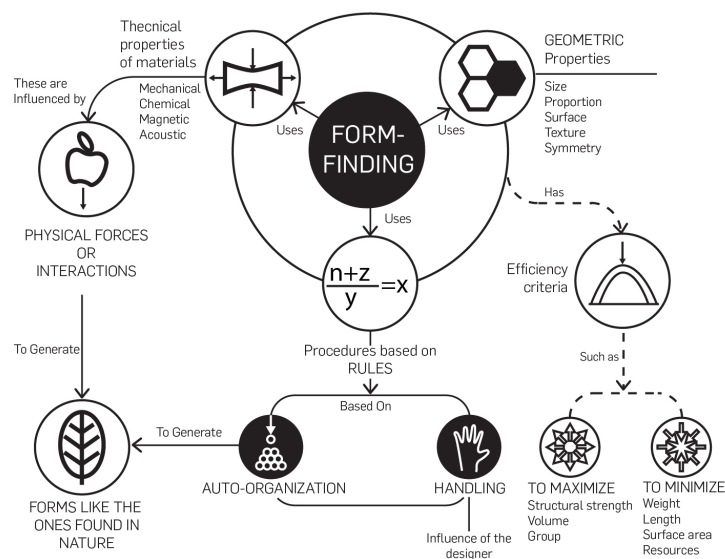 Thecnical
properties
of materials
Mechanical
Chemical
Magnetic
Acoustic
These are
Influenced by
GEOMETRIC
Properties
Size
Proportion
Surface
Texture
Symmetry
Uses
Uses
FORM-
FINDING
Uses
Has
PHYSICAL FORCES
OR
INTERACTIONS
n+z
y
=x
Efficiency
criteria
To Generate
Procedures based on
RULES
Such as
Based On
To Generate
AUTO-ORGANIZATION
HANDLING
FORMS LIKE THE
ONES FOUND IN
NATURE
Influence of the
designer
TO MAXIMIZE
Structural strength
Volume
Group
TO MINIMIZE
Weight
Length
Surface area
Resources